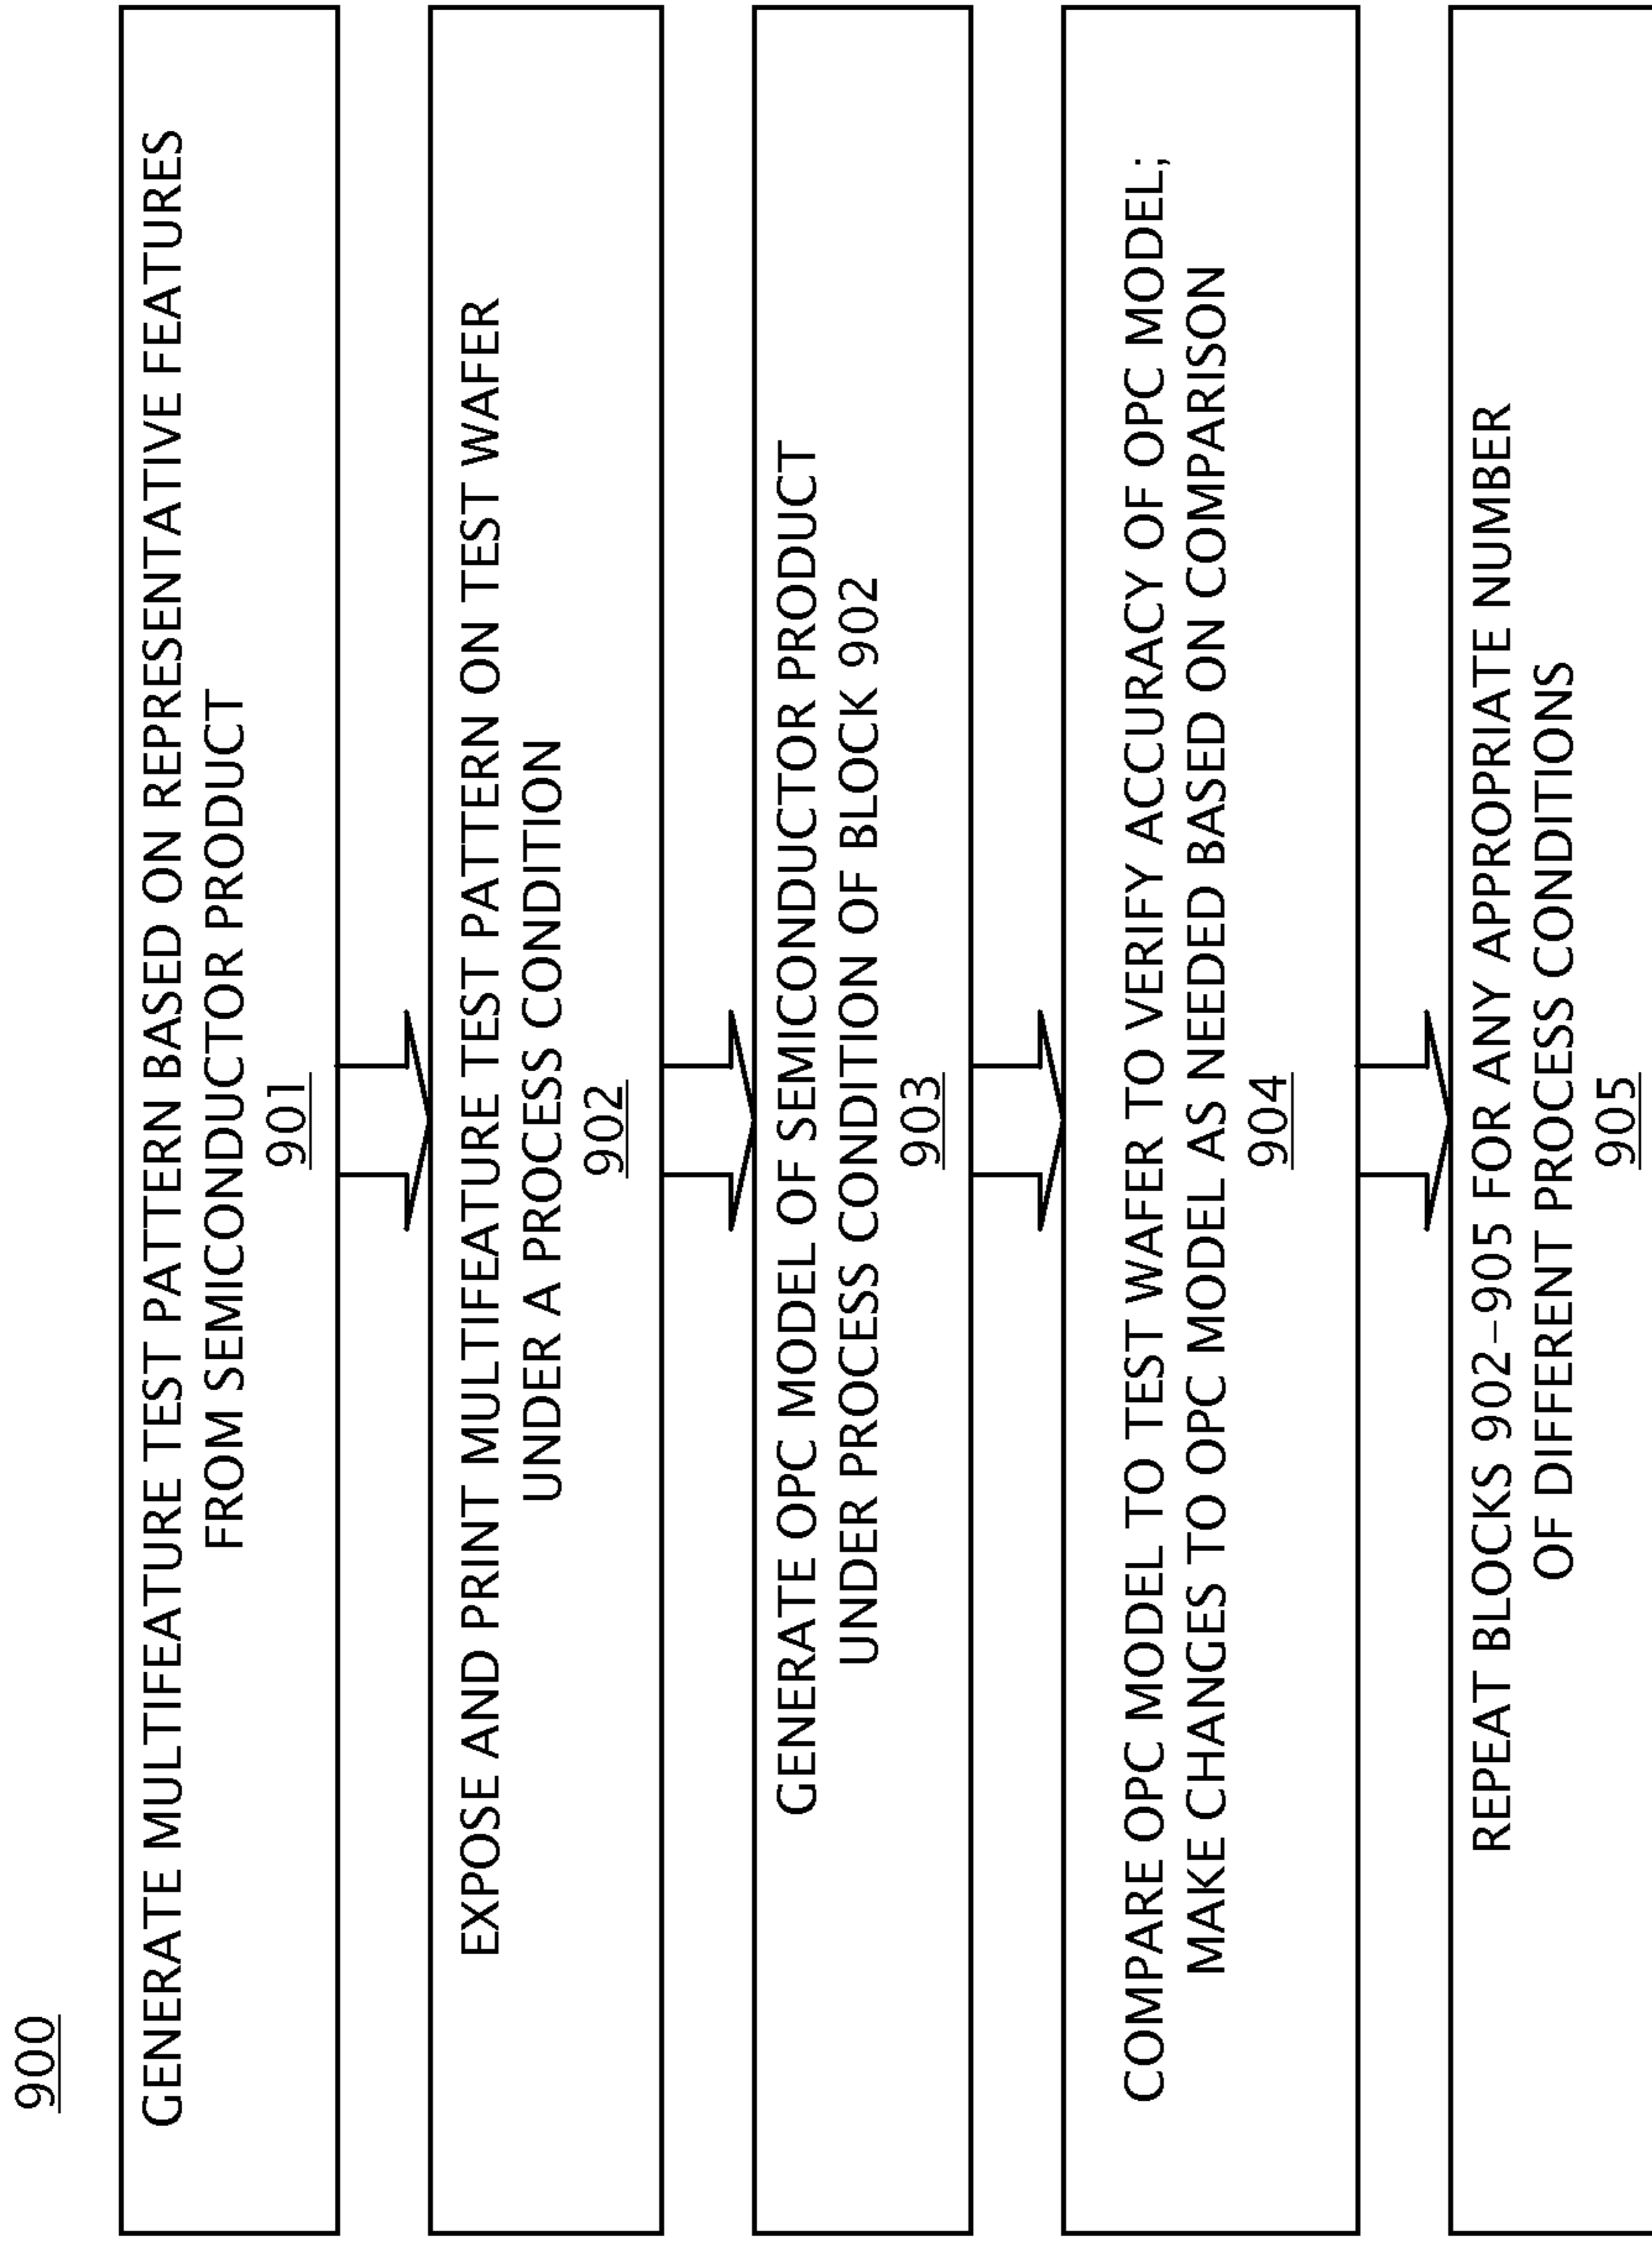 900
GENERATE MULTIFEATURE TEST PATTERN BASED ON REPRESENTATIVE FEATURES
FROM SEMICONDUCTOR PRODUCT
901
EXPOSE AND PRINT MULTIFEATURE TEST PATTERN ON TEST WAFER
UNDER A PROCESS CONDITION
902
GENERATE OPC MODEL OF SEMICONDUCTOR PRODUCT
UNDER PROCESS CONDITION OF BLOCK 902
903
COMPARE OPC MODEL TO TEST WAFER TO VERIFY ACCURACY OF OPC MODEL;
MAKE CHANGES TO OPC MODEL AS NEEDED BASED ON COMPARISON
904
REPEAT BLOCKS 902-905 FOR ANY APPROPRIATE NUMBER
OF DIFFERENT PROCESS CONDITIONS
905